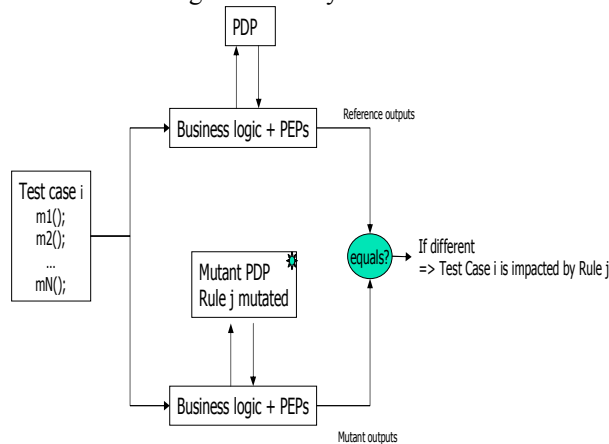 PDP
Business logic + PEPs
Reference outputs
Test case i
m1();
m2();
...
mN();
Mutant PDP
Rule j mutated
equals?
If different
=> Test Case i is impacted by Rule j
Business logic + PEPs
Mutant outputs